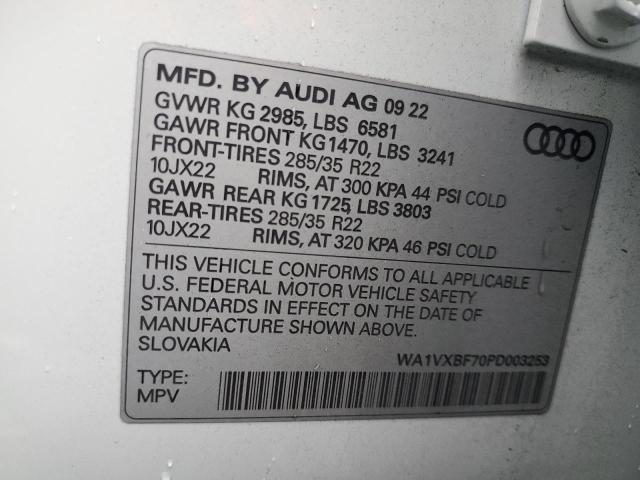 MFD. BY AUDI AG 09 22
GVWR KG 2985, LBS 6581
GAWR FRONT KG1470, LBS 3241
FRONT-TIRES 285/35 R22
10JX22 RIMS, AT 300 KPA 44 PSI COLD
GAWR REAR KG 1725, LBS 3803
REAR-TIRES 285/35 R22
10JX22 RIMS, AT 320 KPA 46 PSI COLD
THIS VEHICLE CONFORMS TO ALL APPLICABLE
U.S. FEDERAL MOTOR VEHICLE SAFETY
STANDARDS IN EFFECT ON THE DATE OF
MANUFACTURE SHOWN ABOVE.
SLOVAKIA
WA1VXBF70PD003253
TYPE:
MPV